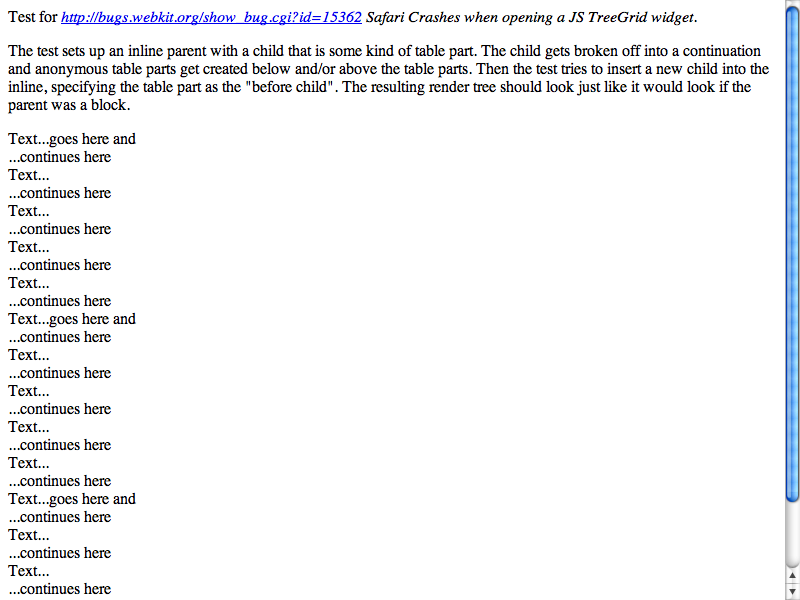 Test for http://bugs.webkit.org/show_bug.cgi?id=15362 Safari Crashes when opening a JS TreeGrid widget.
The test sets up an inline parent with a child that is some kind of table part. The child gets broken off into a continuation
and anonymous table parts get created below and/or above the table parts. Then the test tries to insert a new child into the
inline, specifying the table part as the "before child". The resulting render tree should look just like it would look if the
parent was a block.
Text...goes here and
...continues here
Text...
...continues here
Text...
...continues here
Text...
...continues here
Text...
...continues here
Text...goes here and
...continues here
Text...
...continues here
Text...
...continues here
Text...
...continues here
Text...
...continues here
Text...goes here and
...continues here
Text...
...continues here
Text...
...continues here